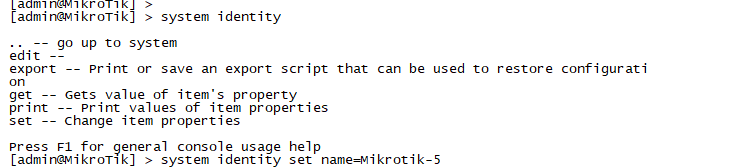 [admin@MikroTik] >
[admin@MikroTik] > system identity
.. -- go up to system
edit --
export -- Print or save an export script that can be used to restore configurati
on
get -- Gets value of item's property
print -- Print values of item properties
set -- Change item properties
Press F1 for general console usage help
[admin@MikroTik] > system identity set name=Mikrotik-5